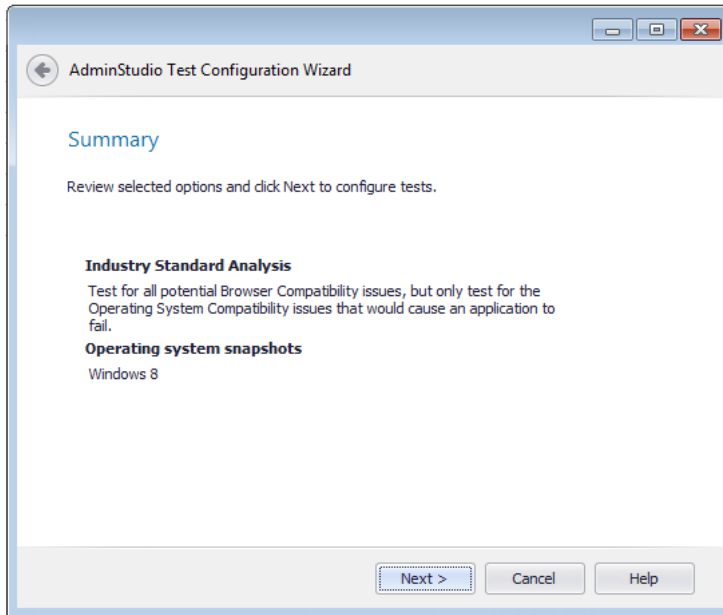 AdminStudio Test Configuration Wizard
Summary
Review selected options and click Next to configure tests.
Industry Standard Analysis
Test for all potential Browser Compatibility issues, but only test for the
Operating System Compatibility issues that would cause an application to
fail.
Operating system snapshots
Windows 8
Next >
Cancel
Help